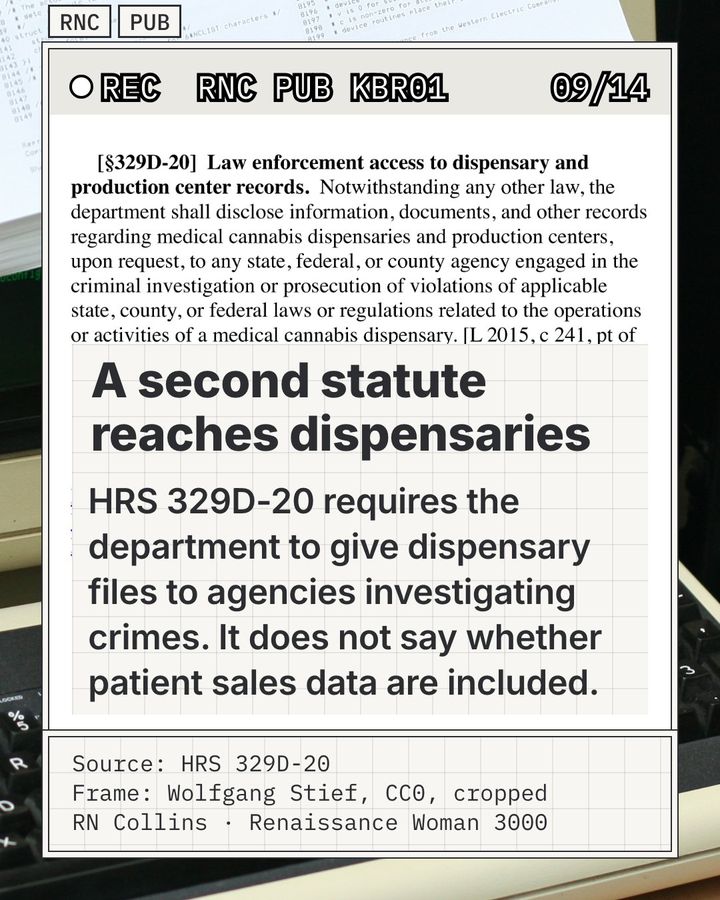 RNC PUB
REC RNC PUB KBR01 09/14
[§329D-20] Law enforcement access to dispensary and
production center records. Notwithstanding any other law, the
department shall disclose information, documents, and other records
regarding medical cannabis dispensaries and production centers,
upon request, to any state, federal, or county agency engaged in the
criminal investigation or prosecution of violations of applicable
state, county, or federal laws or regulations related to the operations
or activities of a medical cannabis dispensary. [L 2015, c 241, pt of
A second statute
reaches dispensaries
HRS 329D-20 requires the
department to give dispensary
files to agencies investigating
crimes. It does not say whether
patient sales data are included.
Source: HRS 329D-20
Frame: Wolfgang Stief, CC0, cropped
RN Collins · Renaissance Woman 3000